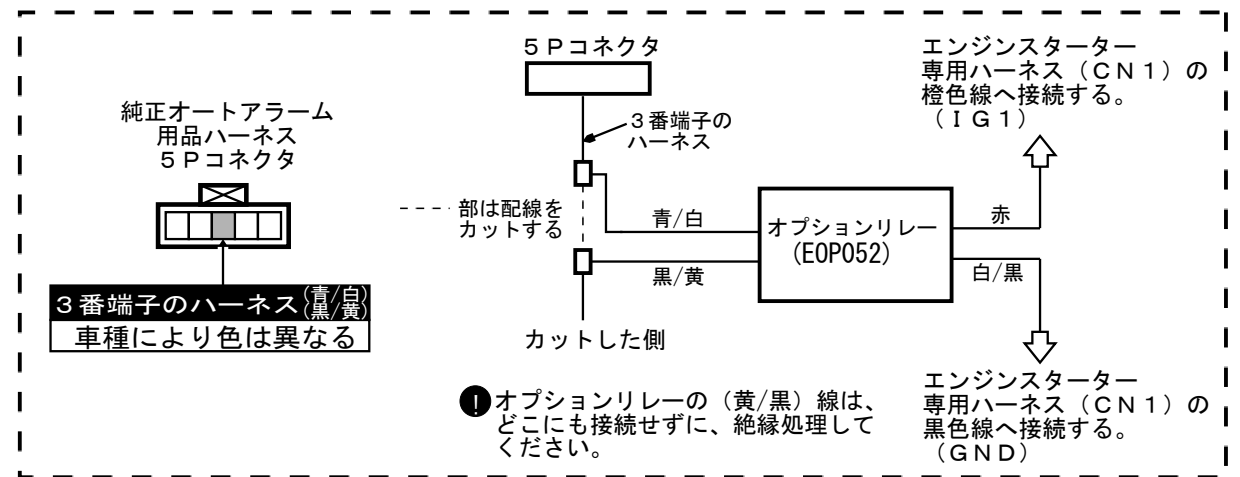 純正オートアラーム
用品ハーネス
５Ｐコネクタ
３番端子のハーネス(青/白)(黒/黄)
車種により色は異なる
５Ｐコネクタ
３番端子の
ハーネス
部は配線を
カットする
青/白
黒/黄
カットした側
オプションリレー
(EOP052)
赤
白/黒
エンジンスターター
専用ハーネス（ＣＮ１）の
橙色線へ接続する。
（ＩＧ１）
エンジンスターター
専用ハーネス（ＣＮ１）の
黒色線へ接続する。
（ＧＮＤ）
!オプションリレーの（黄/黒）線は、
どこにも接続せずに、絶縁処理して
ください。